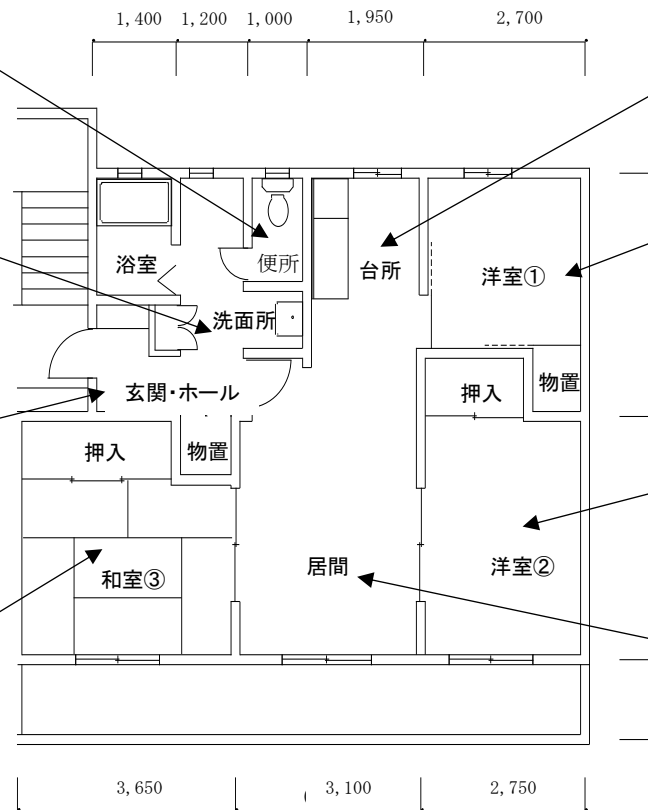 1,400 1,200 1,000 1,950 2,700
浴室 便所 台所 洋室①
洗面所
玄関・ホール 押入 物置
押入 物置
和室③ 居間 洋室②
3,650 3,100 2,750